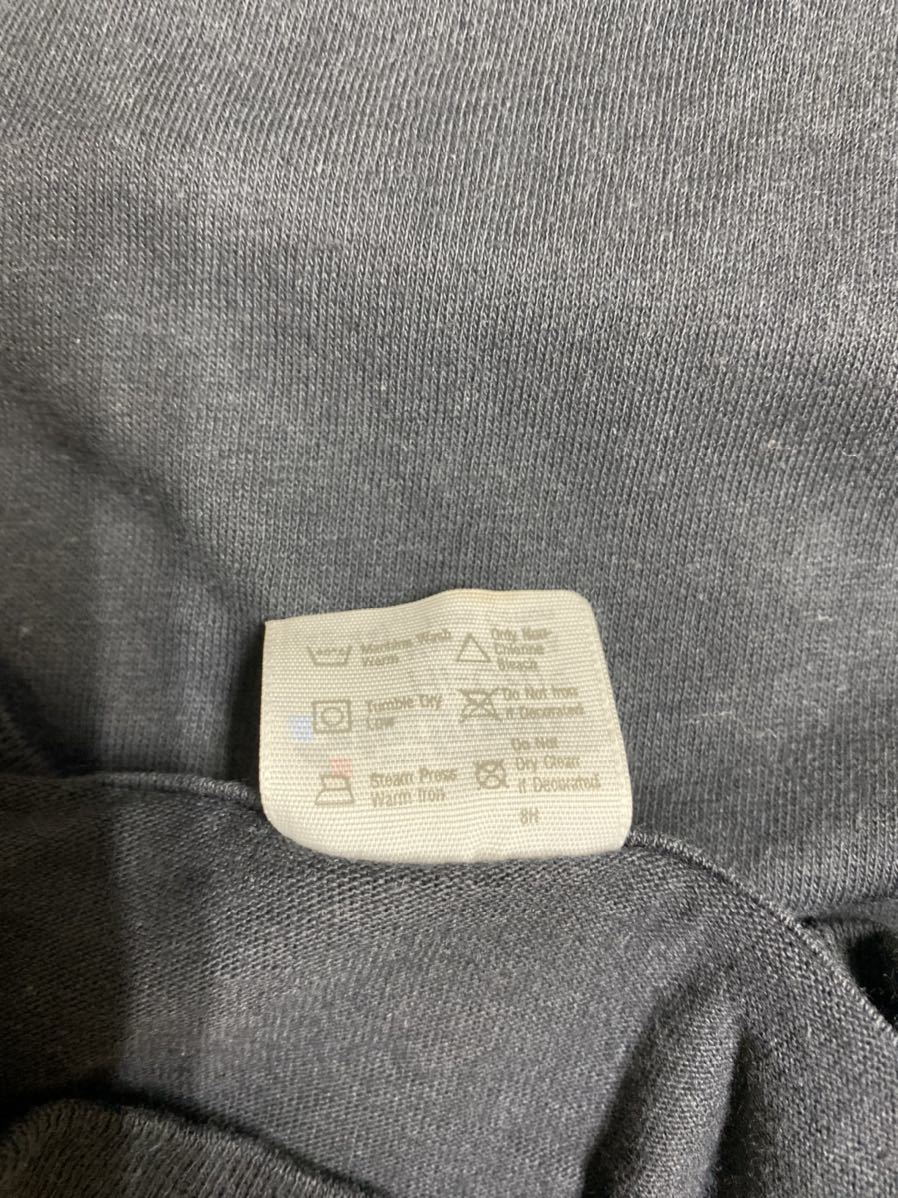 Machine Wash
Warm
Only Non-
Chlorine
Bleach
Tumble Dry
Low
Do Not Iron
if Decorated
Steam Press
Warm Iron
Do Not
Dry Clean
if Decorated
8H